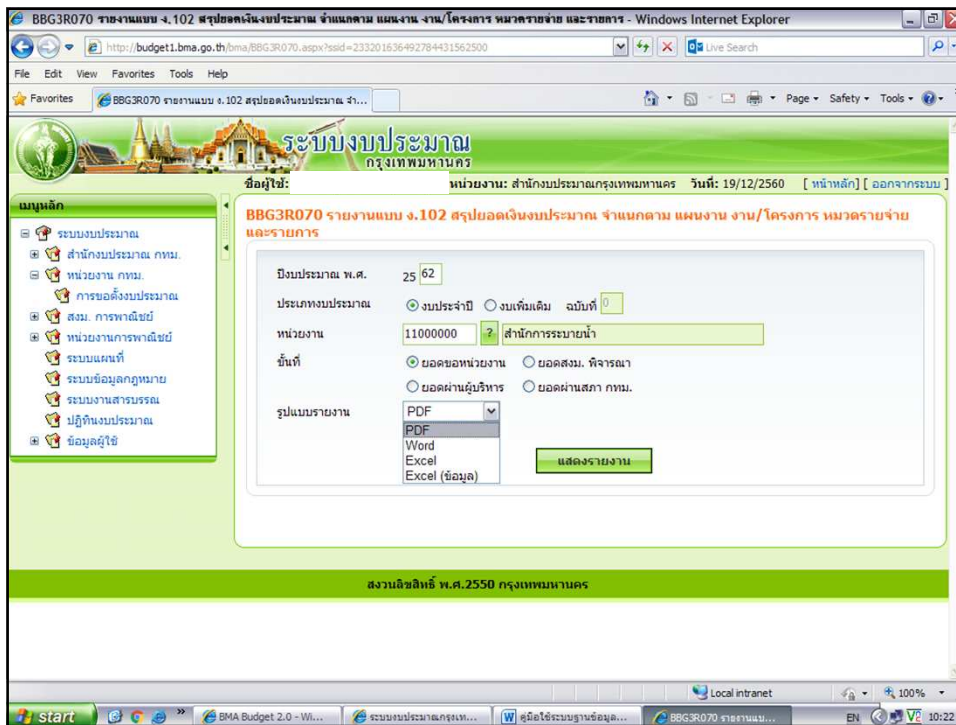 BBG3R070 รายงานแบบ ง.102 สรุปยอดเงินงบประมาณ จำแนกตาม แผนงาน งาน/โครงการ หมวดรายจ่าย และรายการ - Windows Internet Explorer
http://budget1.bma.go.th/bma/BBG3R070.aspx?ssid=233201636492784431562500
Live Search
File Edit View Favorites Tools Help
Favorites BBG3R070 รายงานแบบ ง.102 สรุปยอดเงินงบประมาณ จำ... Page Safety Tools
ระบบงบประมาณ
กรุงเทพมหานคร
ชื่อผู้ใช้: หน่วยงาน: สำนักงบประมาณกรุงเทพมหานคร วันที่: 19/12/2560 [ หน้าหลัก] [ ออกจากระบบ ]
เมนูหลัก
ระบบงบประมาณ
สำนักงบประมาณ กทม.
หน่วยงาน กทม.
การขอตั้งงบประมาณ
สงม. การพาณิชย์
หน่วยงานการพาณิชย์
ระบบแผนที่
ระบบข้อมูลกฎหมาย
ระบบงานสารบรรณ
ปฏิทินงบประมาณ
ข้อมูลผู้ใช้
BBG3R070 รายงานแบบ ง.102 สรุปยอดเงินงบประมาณ จำแนกตาม แผนงาน งาน/โครงการ หมวดรายจ่าย
และรายการ
ปีงบประมาณ พ.ศ. 25 62
ประเภทงบประมาณ งบประจำปี งบเพิ่มเติม ฉบับที่ 0
หน่วยงาน 11000000 ? สำนักการระบายน้ำ
ขั้นที่ ยอดขอหน่วยงาน ยอดสงม. พิจารณา
ยอดผ่านผู้บริหาร ยอดผ่านสภา กทม.
รูปแบบรายงาน PDF
PDF
Word
Excel
Excel (ข้อมูล)
แสดงรายงาน
สงวนลิขสิทธิ์ พ.ศ.2550 กรุงเทพมหานคร
Local intranet 100%
start BMA Budget 2.0 - Wi... ระบบงบประมาณกรุงเท... คู่มือใช้ระบบฐานข้อมูล... BBG3R070 รายงานแบ... EN 10:22